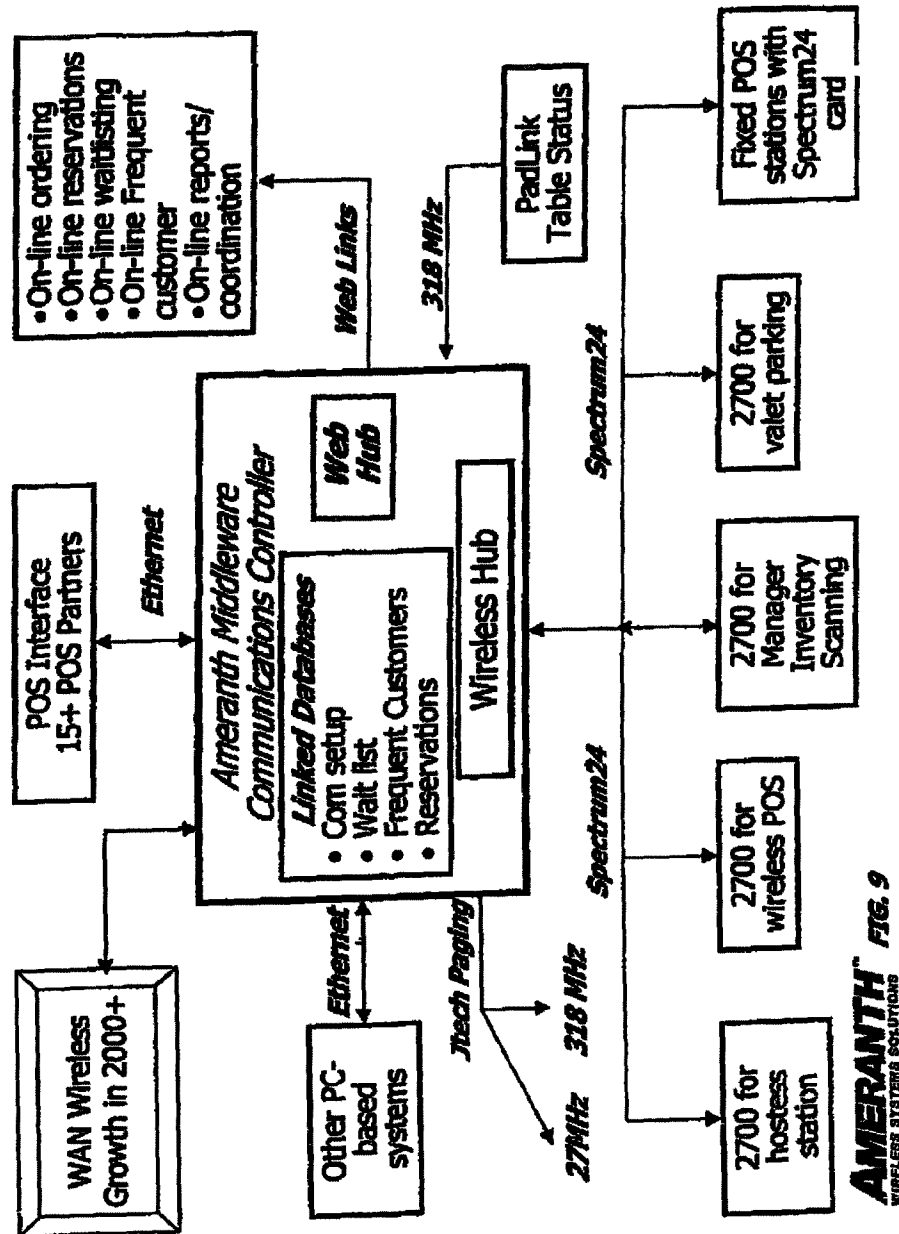 WAN Wireless
Growth in 2000+
POS Interface
15+ POS Partners
•On-line ordering
•On-line reservations
•On-line waitlisting
•On-line Frequent
customer
•On-line reports/
coordination
Ethernet
Web Links
Ameranth Middleware
Communications Controller
Linked Databases
• Com setup
• Wait list
• Frequent Customers
• Reservations
Web
Hub
Wireless Hub
Other PC-
based
systems
Ethernet
318 MHz
PadLink
Table Status
Jtech Paging
27MHz
318 MHz
Spectrum24
Spectrum24
2700 for
hostess
station
2700 for
wireless POS
2700 for
Manager
Inventory
Scanning
2700 for
valet parking
Fixed POS
stations with
Spectrum24
card
AMERANTH™
WIRELESS SYSTEMS SOLUTIONS
FIG. 9